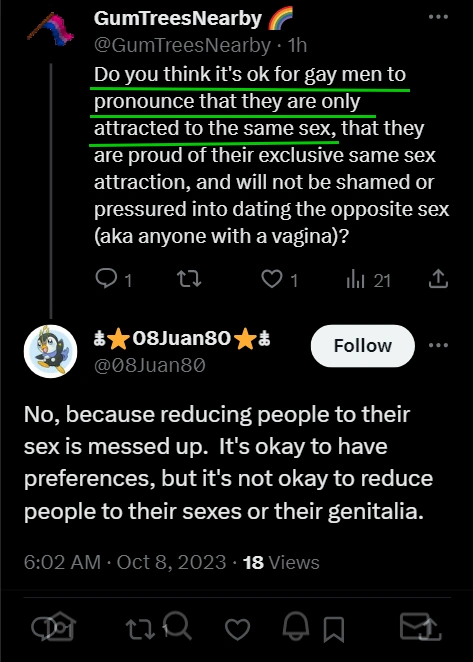 GumTreesNearby 🏳️‍🌈
@GumTreesNearby · 1h
Do you think it's ok for gay men to
pronounce that they are only
attracted to the same sex, that they
are proud of their exclusive same sex
attraction, and will not be shamed or
pressured into dating the opposite sex
(aka anyone with a vagina)?
1 1 21
⭐08Juan80⭐
@08Juan80
Follow
No, because reducing people to their
sex is messed up. It's okay to have
preferences, but it's not okay to reduce
people to their sexes or their genitalia.
6:02 AM · Oct 8, 2023 · 18 Views